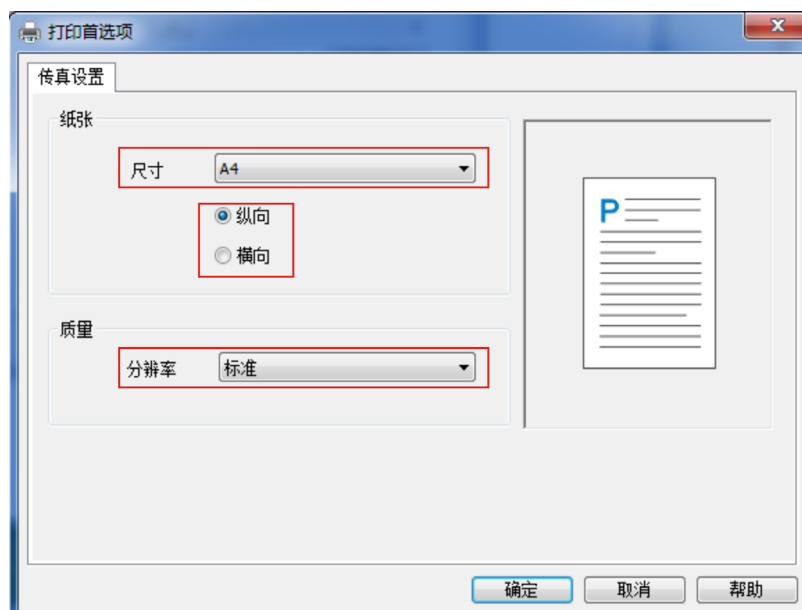 打印首选项
传真设置
纸张
尺寸 A4
纵向
横向
P
质量
分辨率 标准
确定 取消 帮助